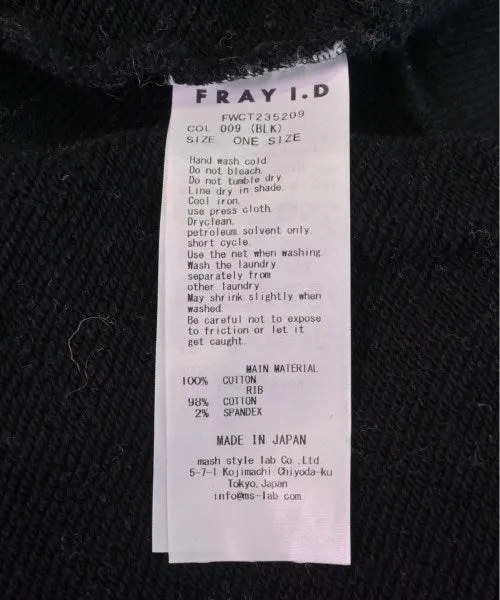 FRAY I.D
FWCT235209
COL 009 (BLK)
SIZE ONE SIZE
Hand wash cold
Do not bleach.
Do not tumble dry
Line dry in shade.
Cool iron.
use press cloth.
Dryclean.
petroleum solvent only.
short cycle.
Use the net when washing.
Wash the laundry
separately from
other laundry.
May shrink slightly when
washed.
Be careful not to expose
to friction or let it
get caught.
MAIN MATERIAL
100% COTTON
RIB
98% COTTON
2% SPANDEX
MADE IN JAPAN
mash style lab Co.,Ltd
5-7-1 Kojimachi Chiyoda-ku
Tokyo,Japan
info@ms-lab.com